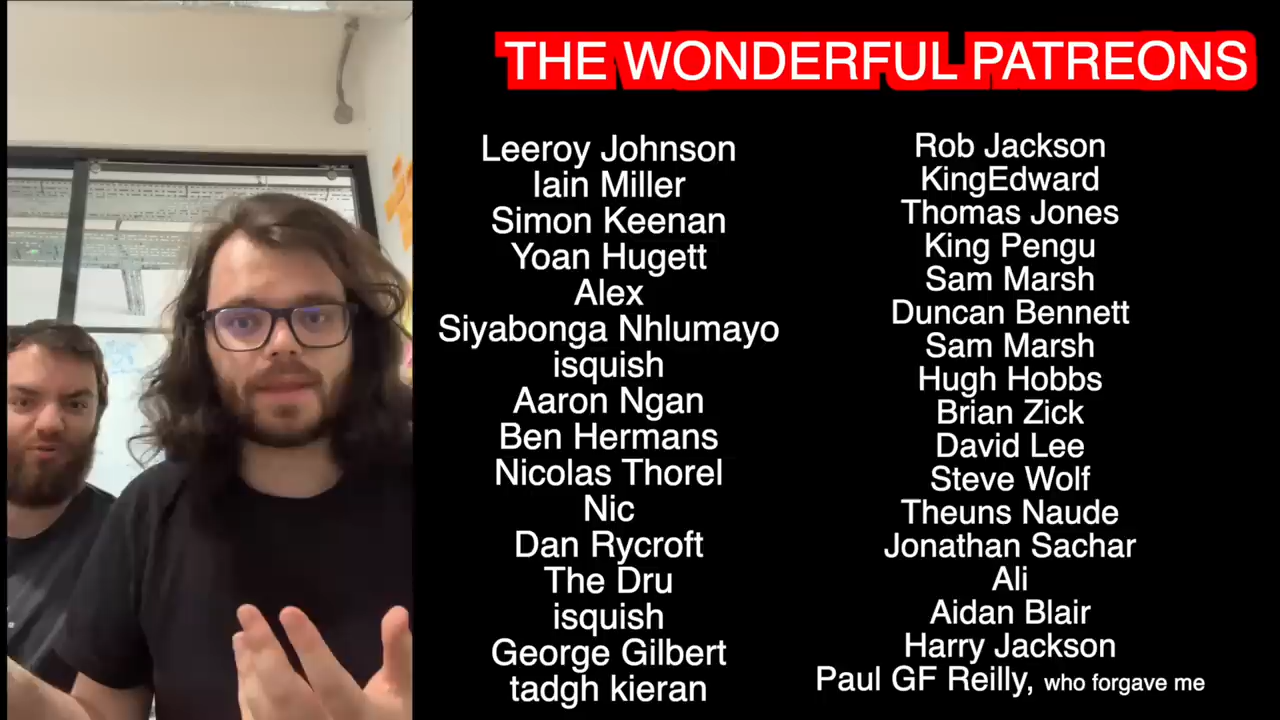 THE WONDERFUL PATREONS
Leeroy Johnson
Iain Miller
Simon Keenan
Yoan Hugett
Alex
Siyabonga Nhlumayo
isquish
Aaron Ngan
Ben Hermans
Nicolas Thorel
Nic
Dan Rycroft
The Dru
isquish
George Gilbert
tadgh kieran
Rob Jackson
KingEdward
Thomas Jones
King Pengu
Sam Marsh
Duncan Bennett
Sam Marsh
Hugh Hobbs
Brian Zick
David Lee
Steve Wolf
Theuns Naude
Jonathan Sachar
Ali
Aidan Blair
Harry Jackson
Paul GF Reilly, who forgave me